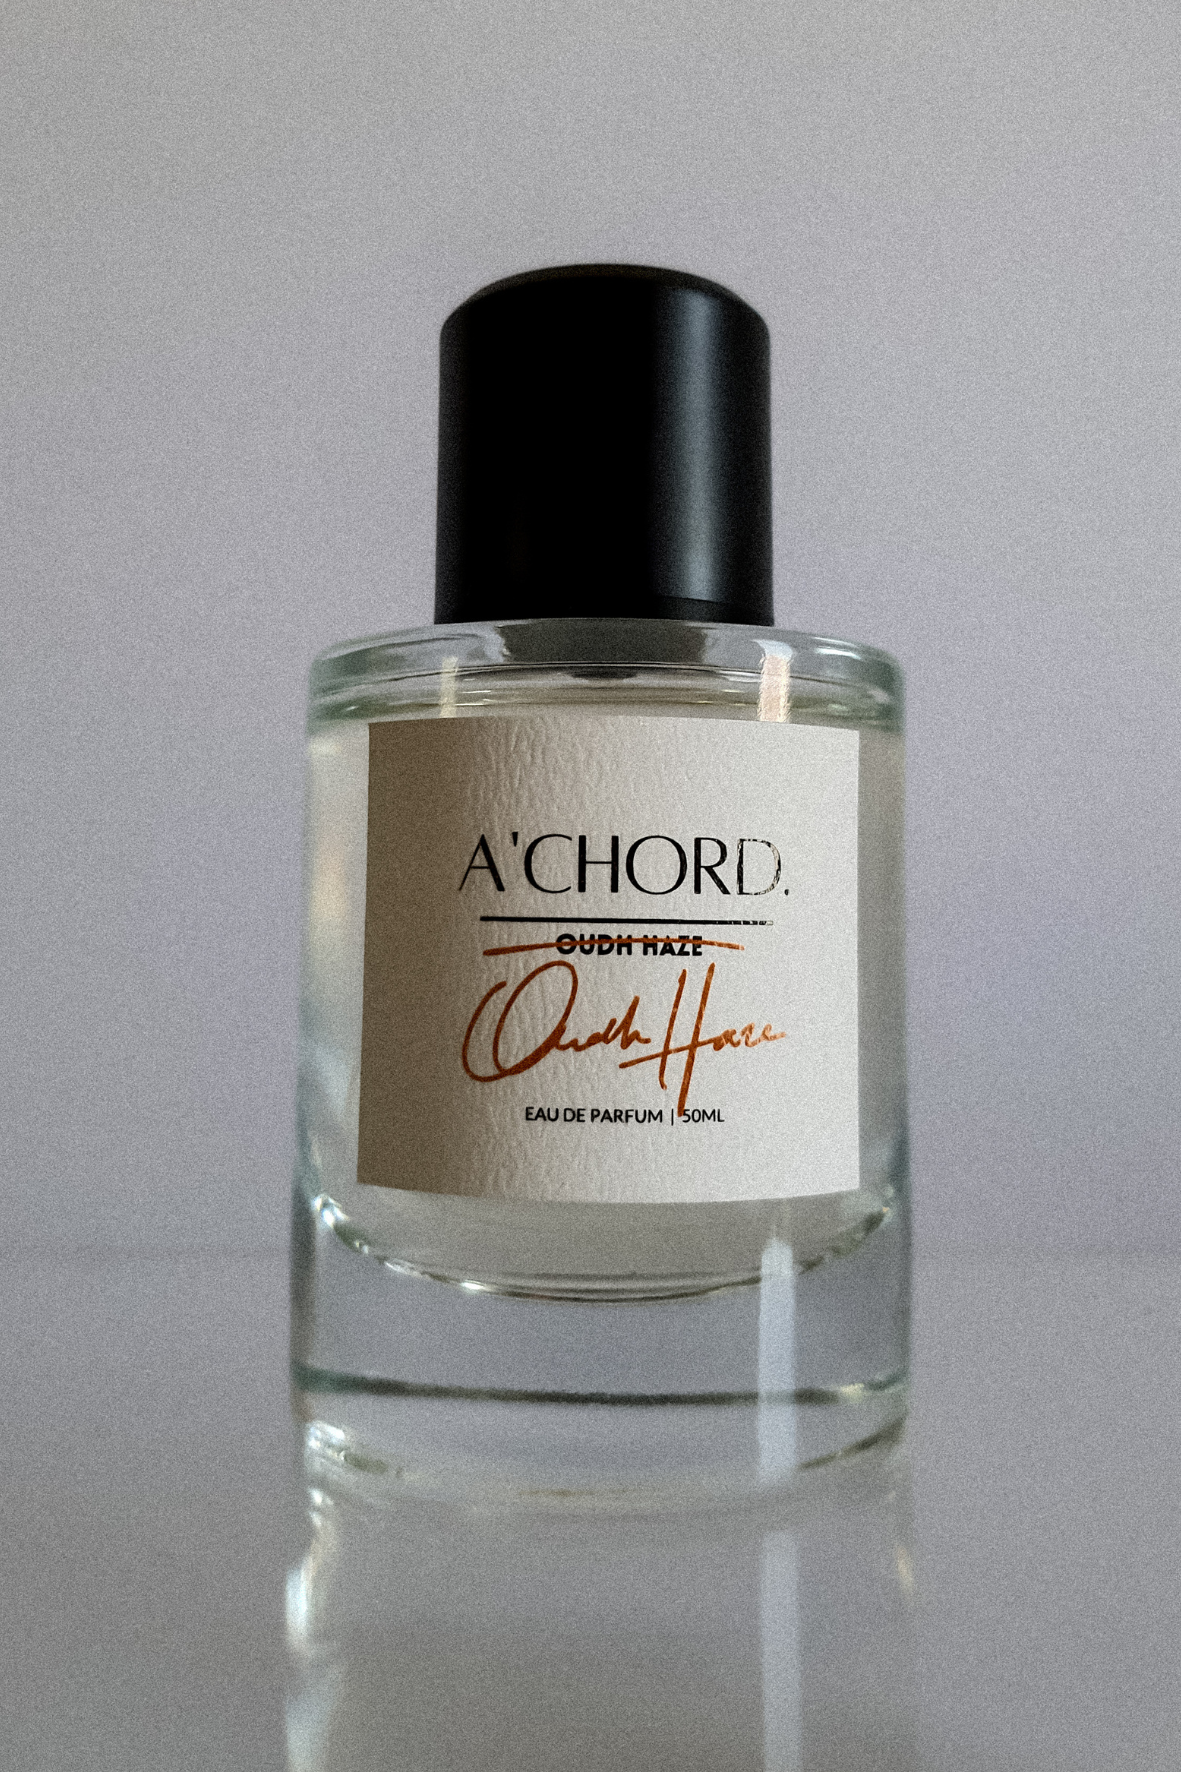 A'CHORD.
OUDH HAZE
Oudh Haze
EAU DE PARFUM | 50ML